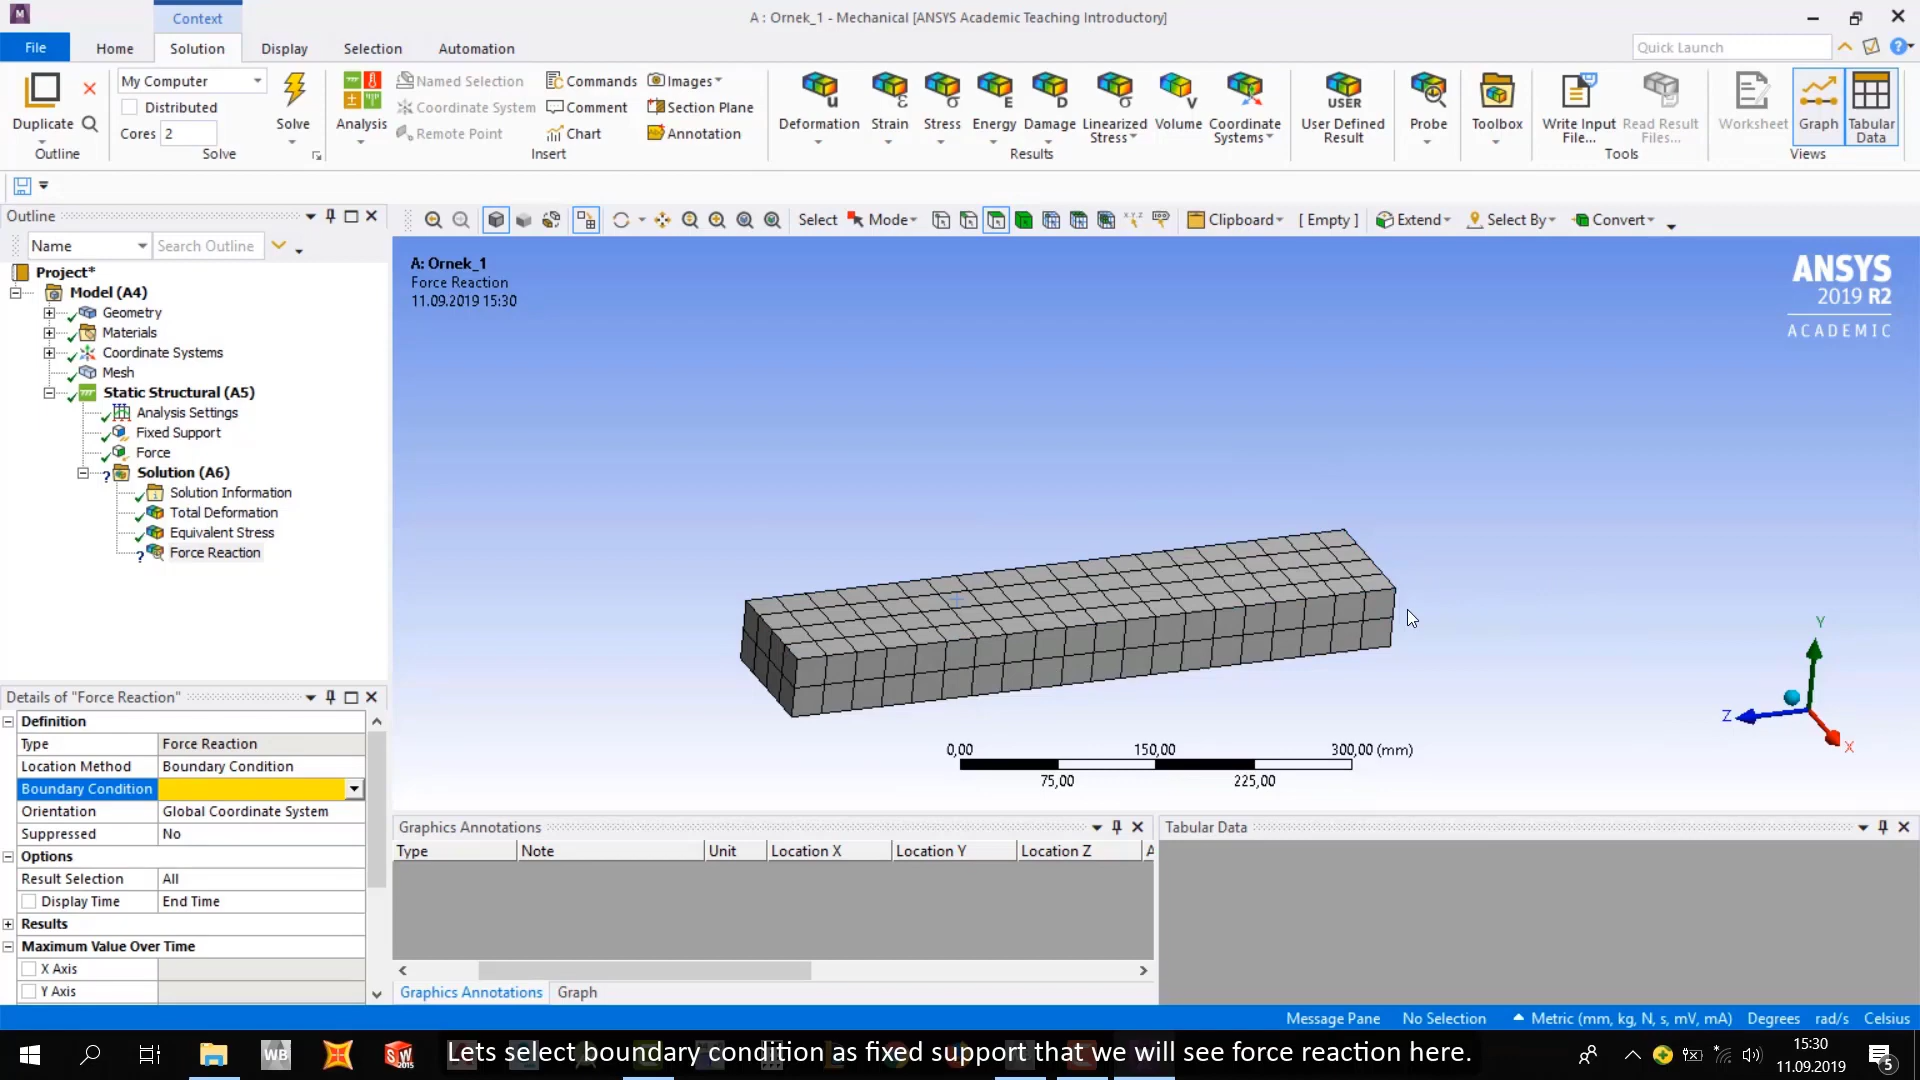 Context
A : Ornek_1 - Mechanical [ANSYS Academic Teaching Introductory]
File Home Solution Display Selection Automation
Quick Launch
Duplicate
Outline
My Computer
Distributed
Cores 2
Solve
Solve
Analysis
Named Selection
Coordinate System
Remote Point
Commands
Comment
Chart
Images
Section Plane
Annotation
Insert
Deformation Strain Stress Energy Damage Linearized Stress Volume Coordinate Systems
Results
USER
User Defined Result
Probe
Toolbox
Write Input File...
Read Result Files...
Tools
Worksheet
Graph
Tabular Data
Views
Outline
Name
Search Outline
Select Mode Clipboard [ Empty ] Extend Select By Convert
Project*
Model (A4)
Geometry
Materials
Coordinate Systems
Mesh
Static Structural (A5)
Analysis Settings
Fixed Support
Force
Solution (A6)
Solution Information
Total Deformation
Equivalent Stress
Force Reaction
A: Ornek_1
Force Reaction
11.09.2019 15:30
ANSYS
2019 R2
ACADEMIC
Y
Z
X
0,00 150,00 300,00 (mm)
75,00 225,00
Details of "Force Reaction"
Definition
Type Force Reaction
Location Method Boundary Condition
Boundary Condition
Orientation Global Coordinate System
Suppressed No
Options
Result Selection All
Display Time End Time
Results
Maximum Value Over Time
X Axis
Y Axis
Graphics Annotations
Type Note Unit Location X Location Y Location Z A
Graphics Annotations Graph
Tabular Data
Message Pane No Selection Metric (mm, kg, N, s, mV, mA) Degrees rad/s Celsius
Lets select boundary condition as fixed support that we will see force reaction here.
WB
SW
2015
15:30
11.09.2019
5